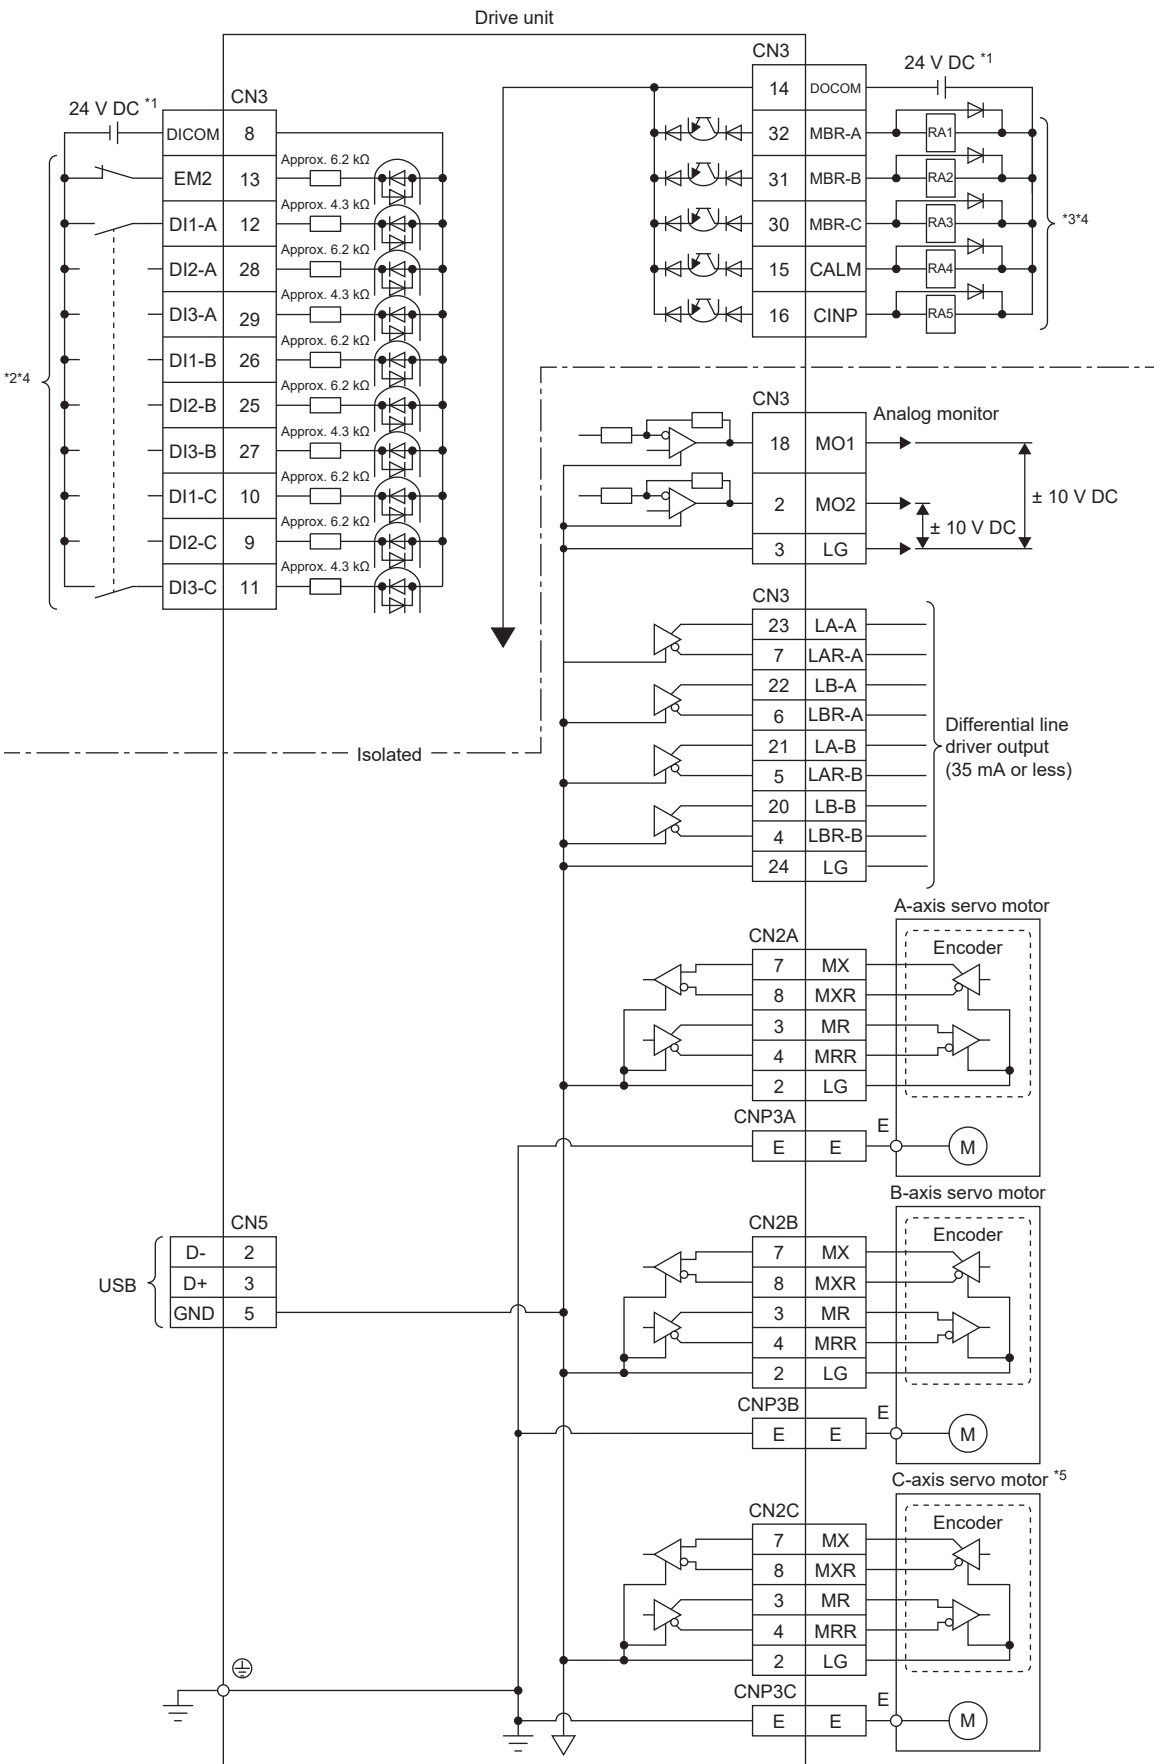 Drive unit
24 V DC *1
CN3
DICOM 8
EM2 13 Approx. 6.2 kΩ
DI1-A 12 Approx. 4.3 kΩ
DI2-A 28 Approx. 6.2 kΩ
DI3-A 29 Approx. 4.3 kΩ
DI1-B 26 Approx. 6.2 kΩ
DI2-B 25 Approx. 6.2 kΩ
DI3-B 27 Approx. 4.3 kΩ
DI1-C 10 Approx. 6.2 kΩ
DI2-C 9 Approx. 6.2 kΩ
DI3-C 11 Approx. 4.3 kΩ
*2*4
CN3
24 V DC *1
14 DOCOM
32 MBR-A RA1
31 MBR-B RA2
30 MBR-C RA3
15 CALM RA4
16 CINP RA5
*3*4
CN3
Analog monitor
18 MO1
2 MO2
3 LG
± 10 V DC
± 10 V DC
CN3
23 LA-A
7 LAR-A
22 LB-A
6 LBR-A
21 LA-B
5 LAR-B
20 LB-B
4 LBR-B
24 LG
Differential line
driver output
(35 mA or less)
Isolated
A-axis servo motor
CN2A
Encoder
7 MX
8 MXR
3 MR
4 MRR
2 LG
CNP3A
E E E M
B-axis servo motor
CN5
D- 2
D+ 3
GND 5
USB
CN2B
Encoder
7 MX
8 MXR
3 MR
4 MRR
2 LG
CNP3B
E E E M
C-axis servo motor *5
CN2C
Encoder
7 MX
8 MXR
3 MR
4 MRR
2 LG
CNP3C
E E E M